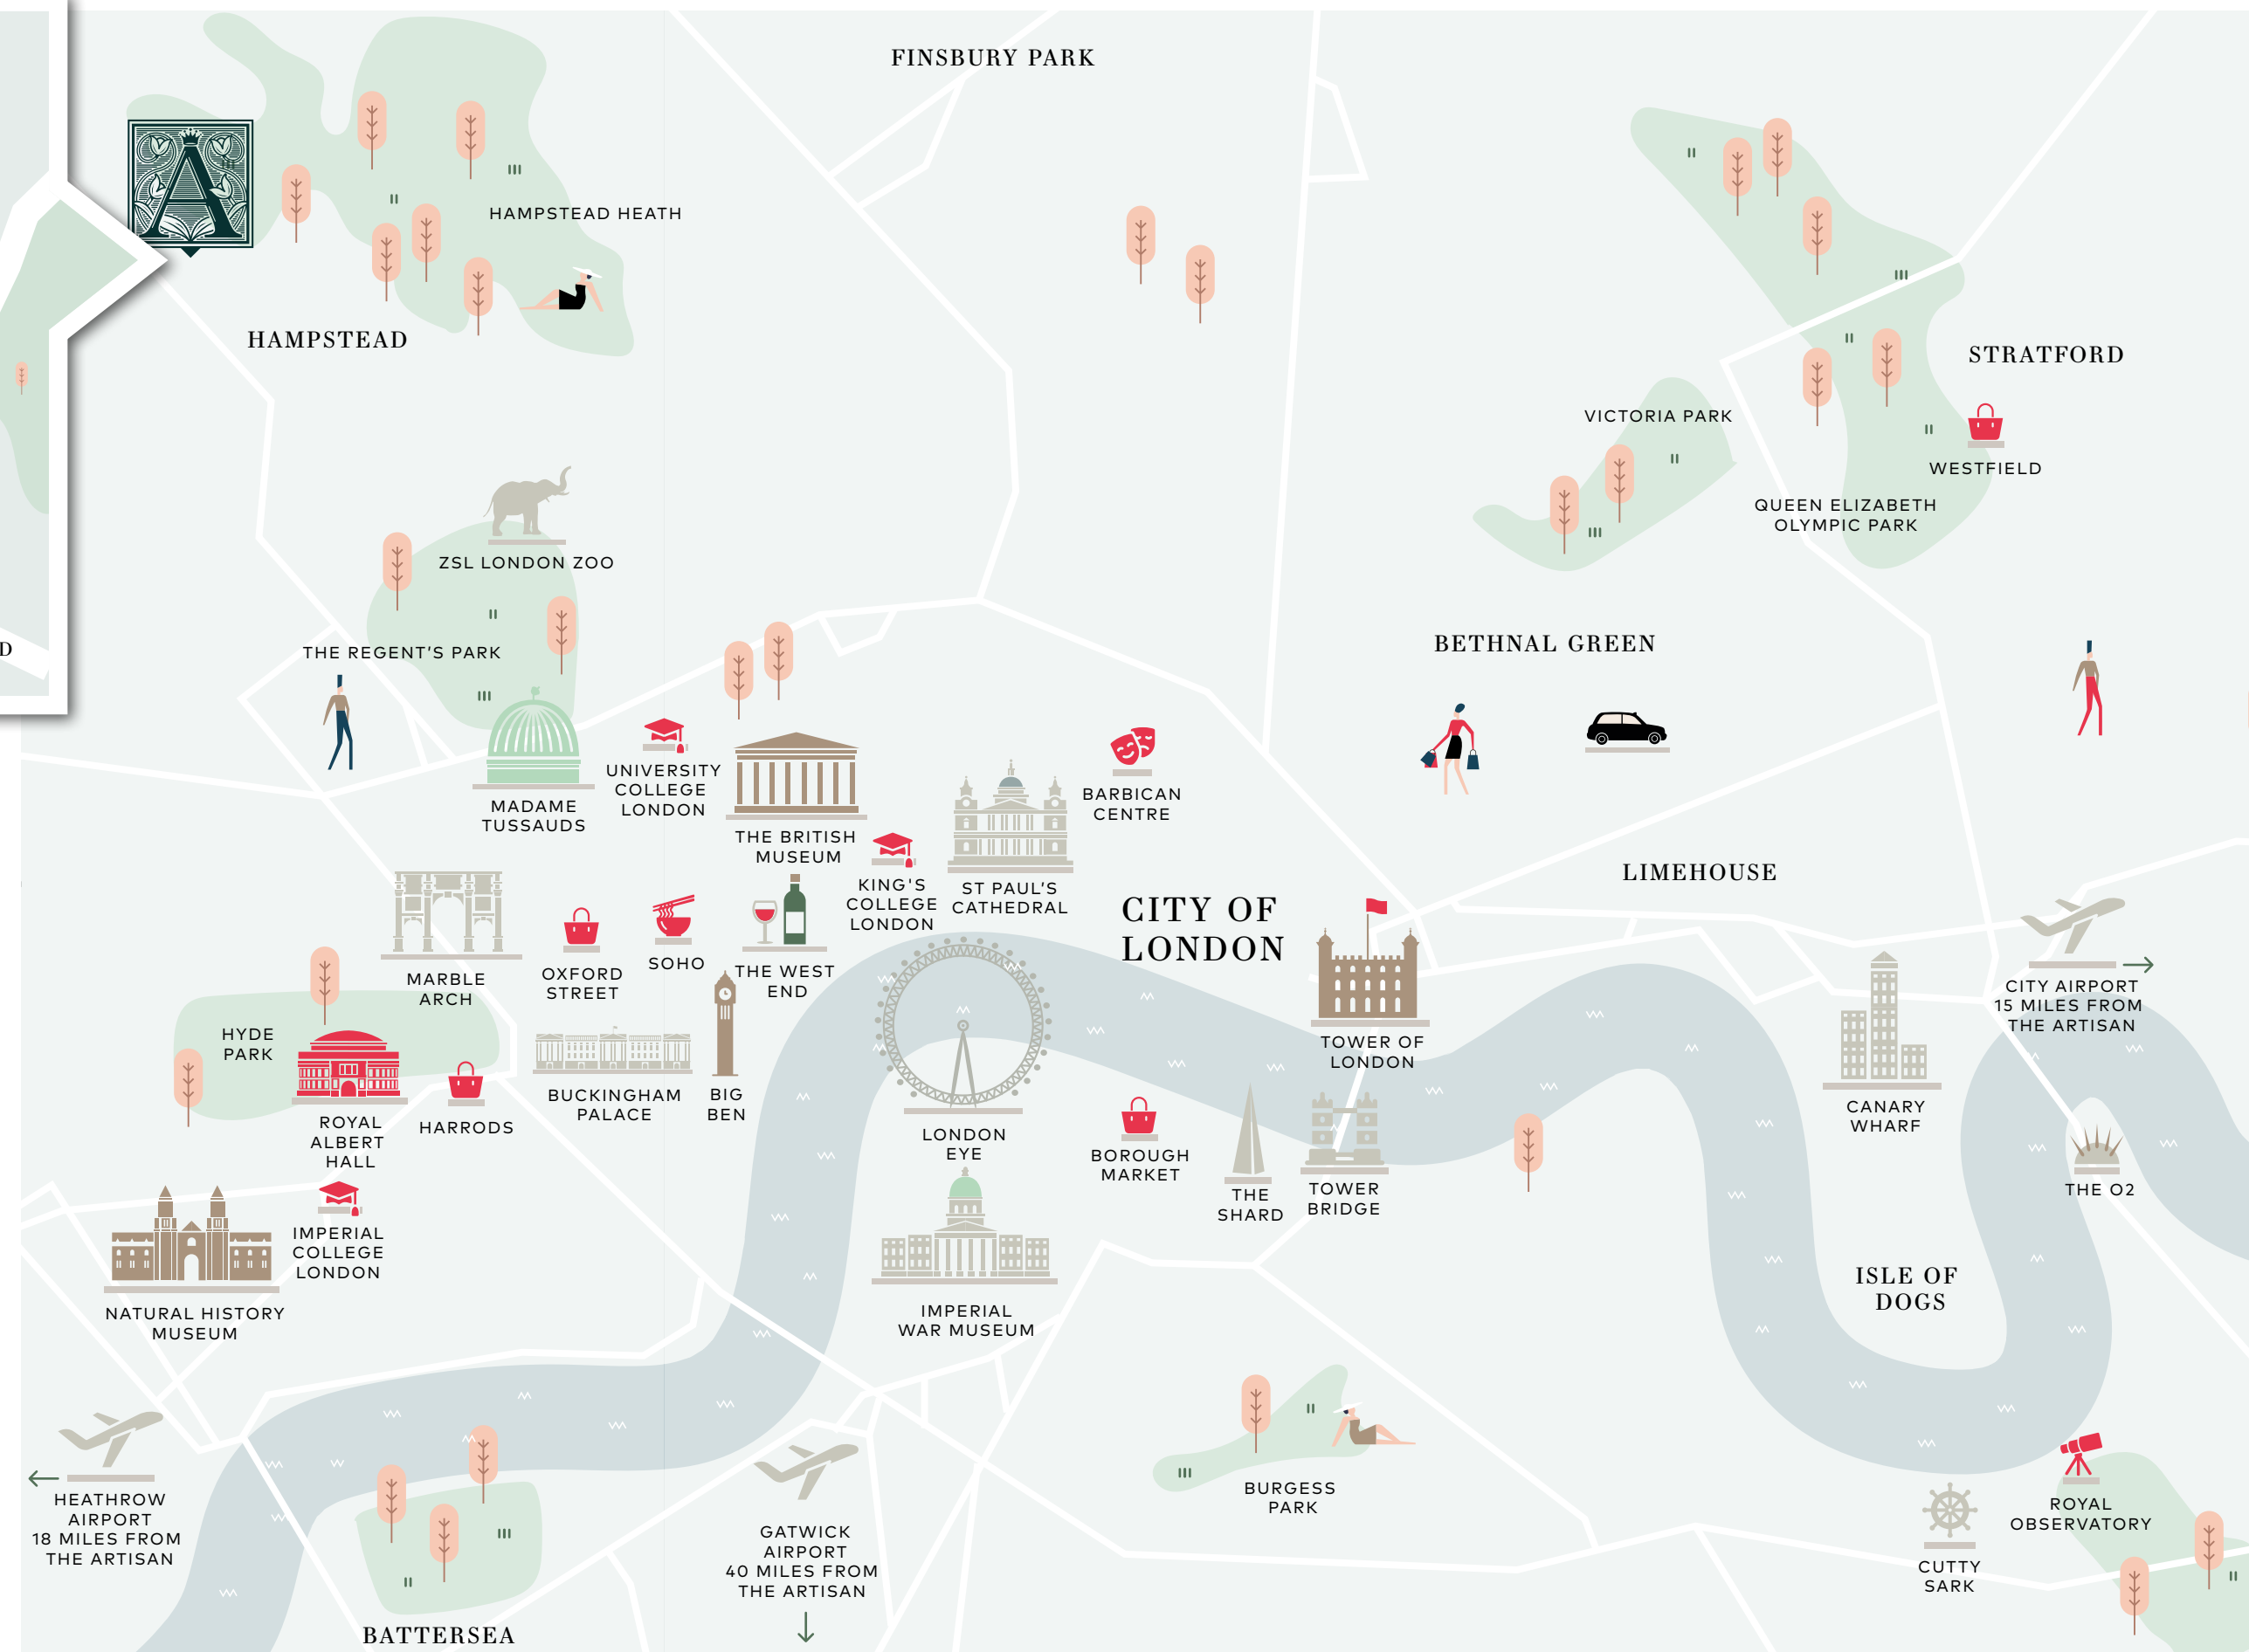 FINSBURY PARK
A
HAMPSTEAD HEATH
HAMPSTEAD
STRATFORD
VICTORIA PARK
WESTFIELD
QUEEN ELIZABETH
OLYMPIC PARK
ZSL LONDON ZOO
D
THE REGENT'S PARK
BETHNAL GREEN
MADAME
TUSSAUDS
UNIVERSITY
COLLEGE
LONDON
THE BRITISH
MUSEUM
BARBICAN
CENTRE
KING'S
COLLEGE
LONDON
ST PAUL'S
CATHEDRAL
LIMEHOUSE
CITY OF
LONDON
MARBLE
ARCH
OXFORD
STREET
SOHO
THE WEST
END
CITY AIRPORT
15 MILES FROM
THE ARTISAN
HYDE
PARK
TOWER OF
LONDON
ROYAL
ALBERT
HALL
HARRODS
BUCKINGHAM
PALACE
BIG
BEN
LONDON
EYE
BOROUGH
MARKET
THE
SHARD
TOWER
BRIDGE
CANARY
WHARF
THE O2
IMPERIAL
COLLEGE
LONDON
NATURAL HISTORY
MUSEUM
IMPERIAL
WAR MUSEUM
ISLE OF
DOGS
HEATHROW
AIRPORT
18 MILES FROM
THE ARTISAN
GATWICK
AIRPORT
40 MILES FROM
THE ARTISAN
BURGESS
PARK
ROYAL
OBSERVATORY
CUTTY
SARK
BATTERSEA